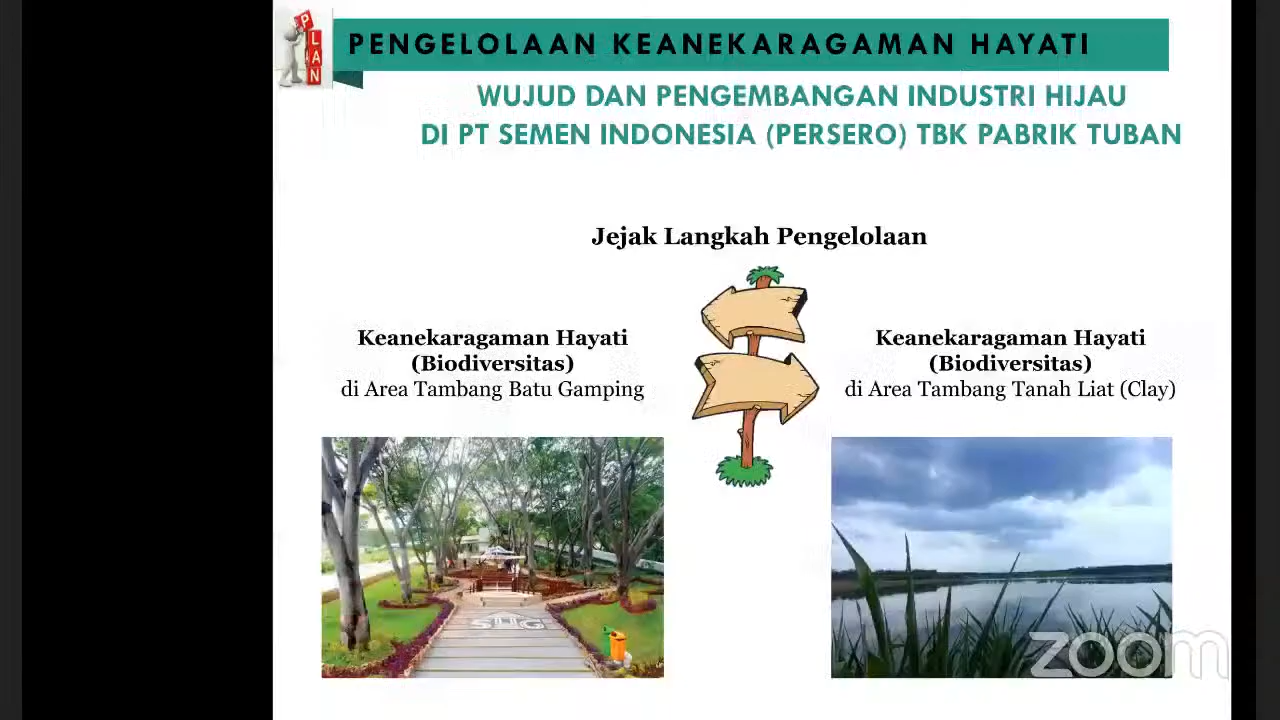 PLAN
PENGELOLAAN KEANEKARAGAMAN HAYATI
WUJUD DAN PENGEMBANGAN INDUSTRI HIJAU
DI PT SEMEN INDONESIA (PERSERO) TBK PABRIK TUBAN
Jejak Langkah Pengelolaan
Keanekaragaman Hayati
(Biodiversitas)
di Area Tambang Batu Gamping
Keanekaragaman Hayati
(Biodiversitas)
di Area Tambang Tanah Liat (Clay)
SIG
zoom